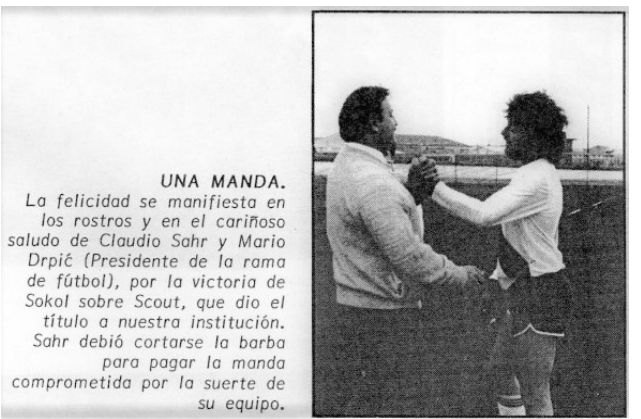 UNA MANDA.
La felicidad se manifiesta en
los rostros y en el cariñoso
saludo de Claudio Sahr y Mario
Drpić (Presidente de la rama
de fútbol), por la victoria de
Sokol sobre Scout, que dio el
título a nuestra institución.
Sahr debió cortarse la barba
para pagar la manda
comprometida por la suerte de
su equipo.